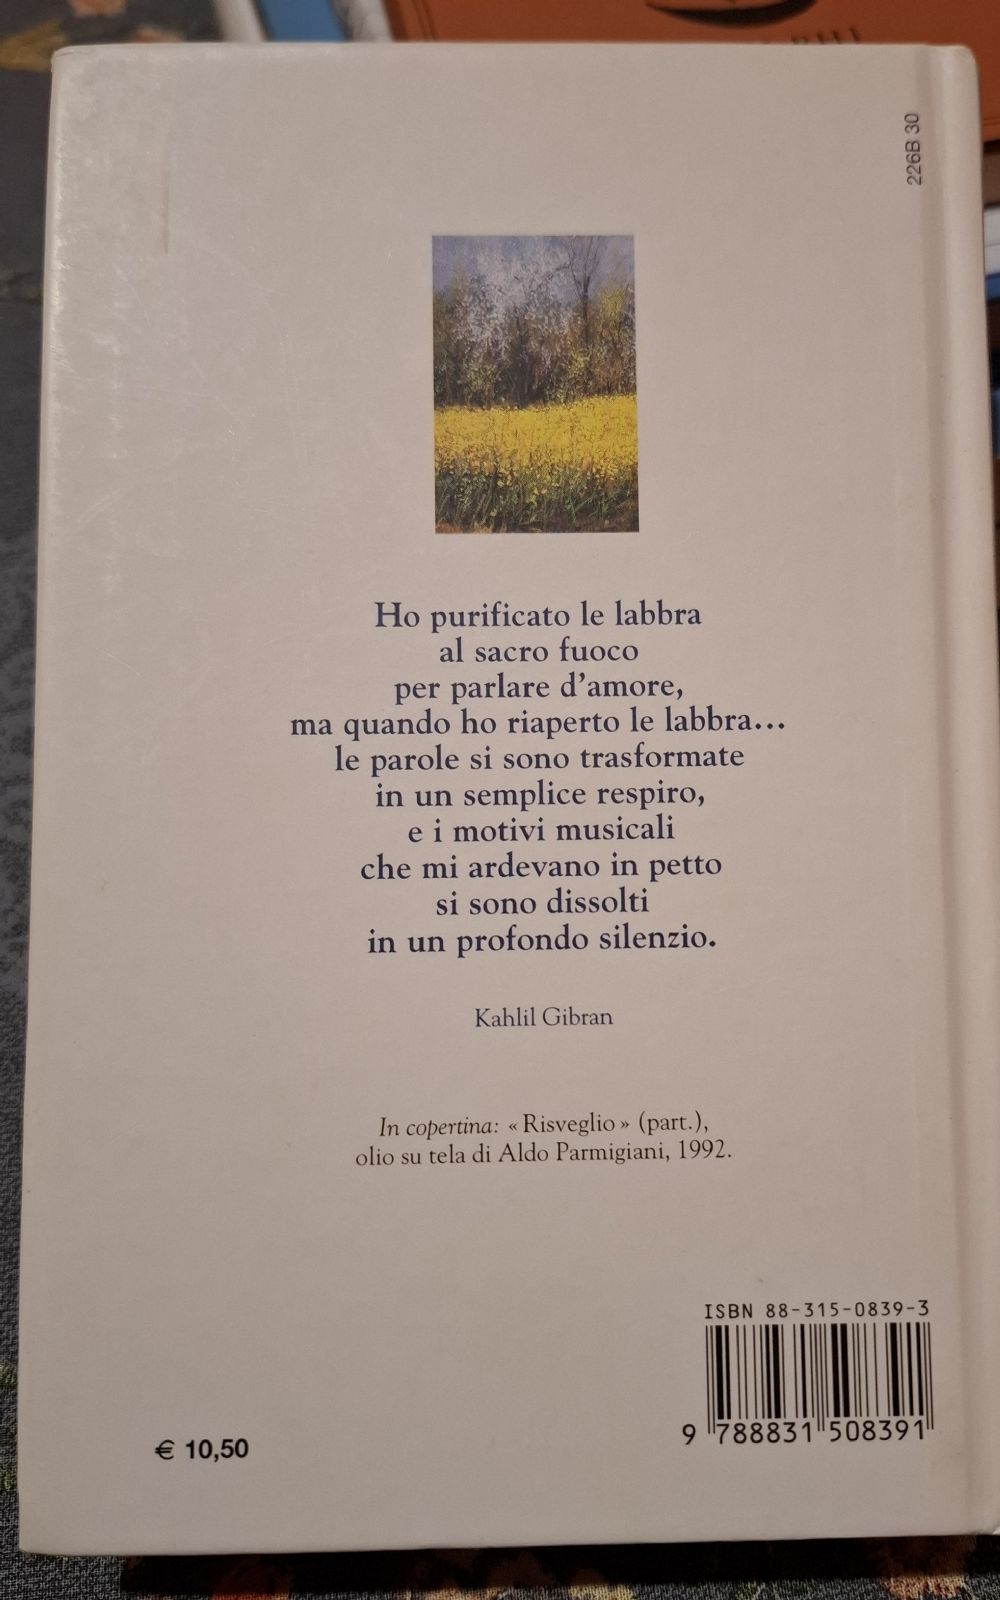 226B 30
Ho purificato le labbra
al sacro fuoco
per parlare d'amore,
ma quando ho riaperto le labbra...
le parole si sono trasformate
in un semplice respiro,
e i motivi musicali
che mi ardevano in petto
si sono dissolti
in un profondo silenzio.
Kahlil Gibran
In copertina: «Risveglio» (part.),
olio su tela di Aldo Parmigiani, 1992.
ISBN 88-315-0839-3
9 788831 508391
€ 10,50